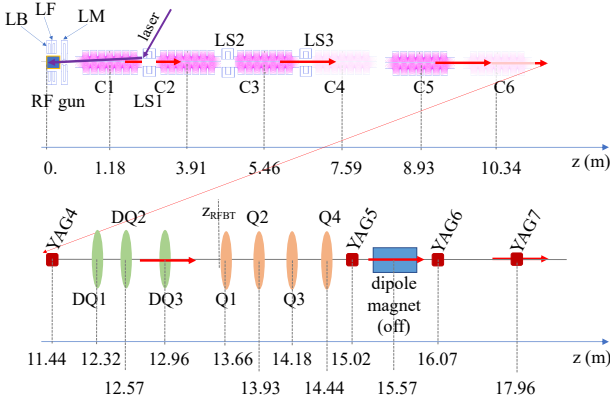 LB LF LM
laser
LS2 LS3
C1 C2 C3 C4 C5 C6
RF gun LS1
0. 1.18 3.91 5.46 7.59 8.93 10.34 z (m)
YAG4 DQ2 z_RFBT Q2 Q4 YAG5 YAG6 YAG7
DQ1 DQ3 Q1 Q3 dipole
magnet
(off)
11.44 12.32 12.96 13.66 14.18 15.02 16.07 17.96 z (m)
12.57 13.93 14.44 15.57